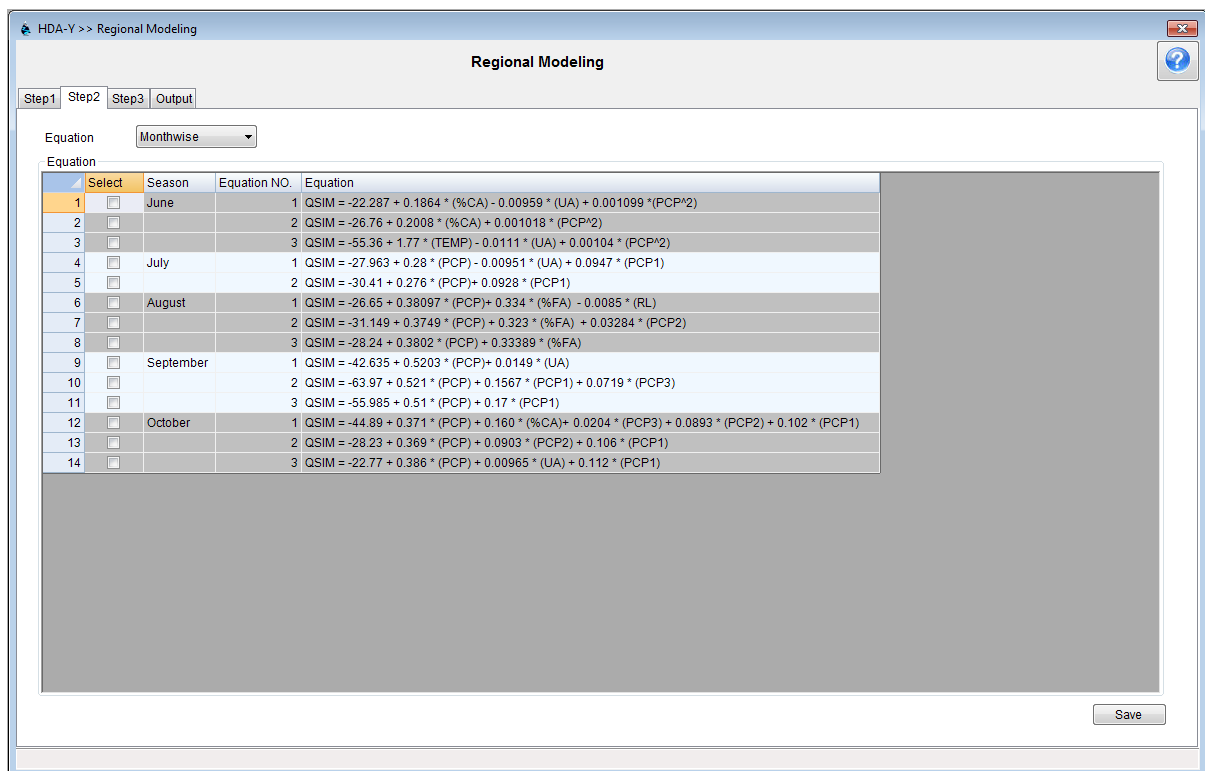 HDA-Y >> Regional Modeling
Regional Modeling
Step1 Step2 Step3 Output
Equation Monthwise
Equation
Select Season Equation NO. Equation
1 June 1 QSIM = -22.287 + 0.1864 * (%CA) - 0.00959 * (UA) + 0.001099 *(PCP^2)
2 2 QSIM = -26.76 + 0.2008 * (%CA) + 0.001018 * (PCP^2)
3 3 QSIM = -55.36 + 1.77 * (TEMP) - 0.0111 * (UA) + 0.00104 * (PCP^2)
4 July 1 QSIM = -27.963 + 0.28 * (PCP) - 0.00951 * (UA) + 0.0947 * (PCP1)
5 2 QSIM = -30.41 + 0.276 * (PCP)+ 0.0928 * (PCP1)
6 August 1 QSIM = -26.65 + 0.38097 * (PCP)+ 0.334 * (%FA)  - 0.0085 * (RL)
7 2 QSIM = -31.149 + 0.3749 * (PCP) + 0.323 * (%FA)  + 0.03284 * (PCP2)
8 3 QSIM = -28.24 + 0.3802 * (PCP) + 0.33389 * (%FA)
9 September 1 QSIM = -42.635 + 0.5203 * (PCP)+ 0.0149 * (UA)
10 2 QSIM = -63.97 + 0.521 * (PCP) + 0.1567 * (PCP1) + 0.0719 * (PCP3)
11 3 QSIM = -55.985 + 0.51 * (PCP) + 0.17 * (PCP1)
12 October 1 QSIM = -44.89 + 0.371 * (PCP) + 0.160 * (%CA)+ 0.0204 * (PCP3) + 0.0893 * (PCP2) + 0.102 * (PCP1)
13 2 QSIM = -28.23 + 0.369 * (PCP) + 0.0903 * (PCP2) + 0.106 * (PCP1)
14 3 QSIM = -22.77 + 0.386 * (PCP) + 0.00965 * (UA) + 0.112 * (PCP1)
Save